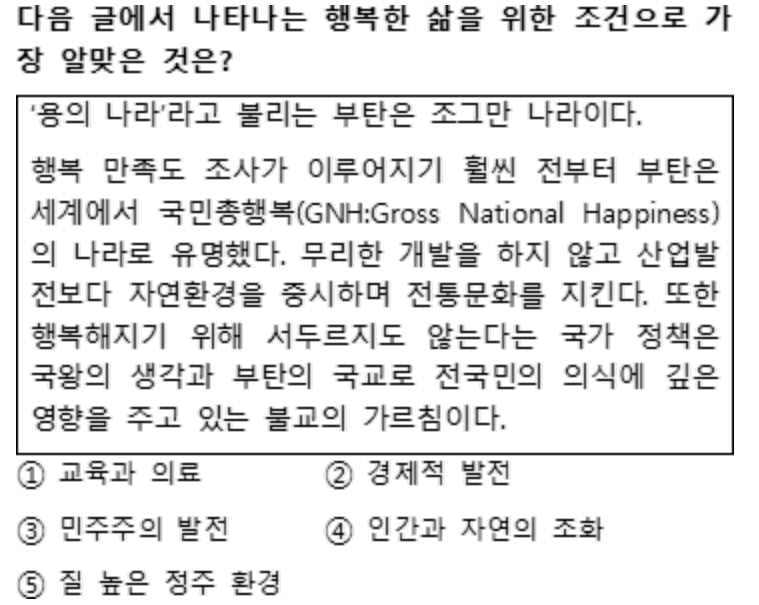 다음 글에서 나타나는 행복한 삶을 위한 조건으로 가
장 알맞은 것은?
‘용의 나라’라고 불리는 부탄은 조그만 나라이다.
행복 만족도 조사가 이루어지기 훨씬 전부터 부탄은
세계에서 국민총행복(GNH:Gross National Happiness)
의 나라로 유명했다. 무리한 개발을 하지 않고 산업발
전보다 자연환경을 중시하며 전통문화를 지킨다. 또한
행복해지기 위해 서두르지도 않는다는 국가 정책은
국왕의 생각과 부탄의 국교로 전국민의 의식에 깊은
영향을 주고 있는 불교의 가르침이다.
① 교육과 의료 ② 경제적 발전
③ 민주주의 발전 ④ 인간과 자연의 조화
⑤ 질 높은 정주 환경